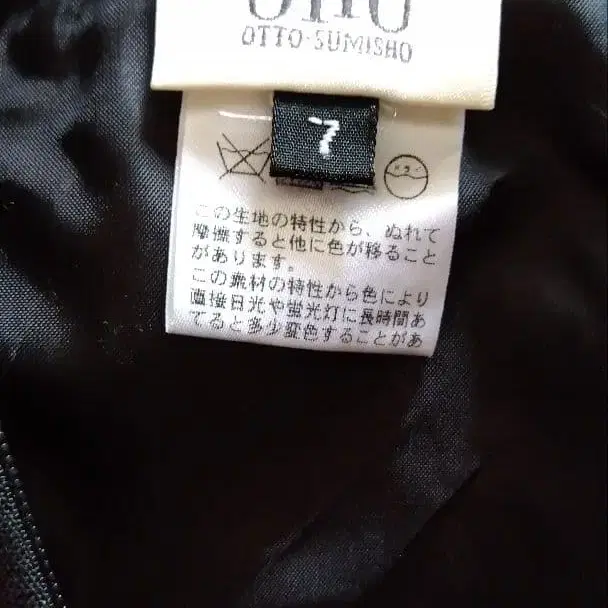 OTTO
OTTO-SUMISHO
7
この生地の特性から、ぬれて
摩擦すると他に色が移ること
があります。
この素材の特性から色により
直接日光や蛍光灯に長時間あ
てると多少変色することがあ